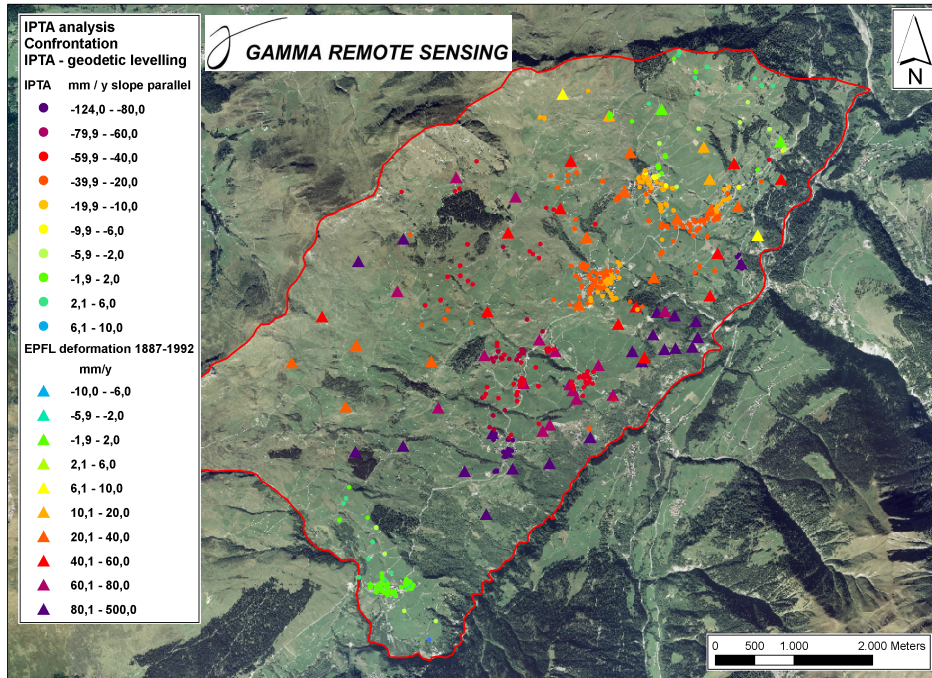 IPTA analysis
Confrontation
IPTA - geodetic levelling
IPTA mm / y slope parallel
-124,0 - -80,0
-79,9 - -60,0
-59,9 - -40,0
-39,9 - -20,0
-19,9 - -10,0
-9,9 - -6,0
-5,9 - -2,0
-1,9 - 2,0
2,1 - 6,0
6,1 - 10,0
EPFL deformation 1887-1992
mm/y
-10,0 - -6,0
-5,9 - -2,0
-1,9 - 2,0
2,1 - 6,0
6,1 - 10,0
10,1 - 20,0
20,1 - 40,0
40,1 - 60,0
60,1 - 80,0
80,1 - 500,0
GAMMA REMOTE SENSING
N
0 500 1.000 2.000 Meters